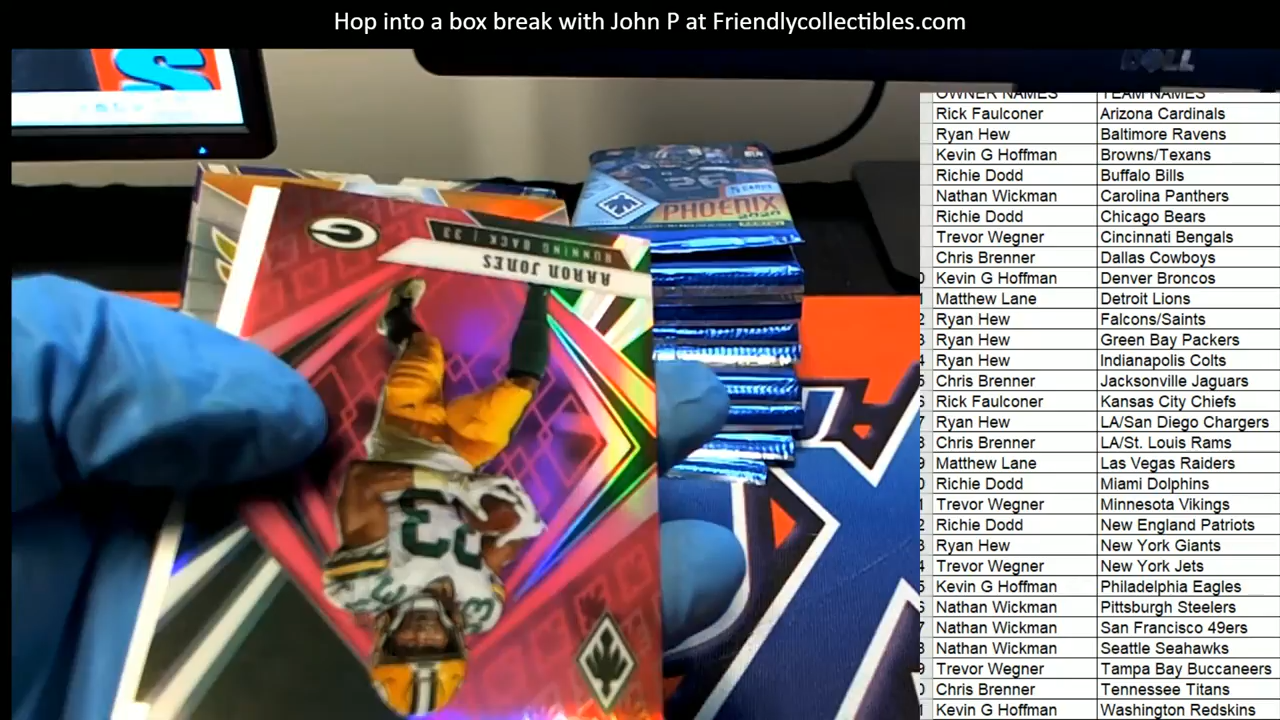 Hop into a box break with John P at Friendlycollectibles.com
DELL
S
OWNER NAMES TEAM NAMES
Rick Faulconer Arizona Cardinals
Ryan Hew Baltimore Ravens
Kevin G Hoffman Browns/Texans
Richie Dodd Buffalo Bills
Nathan Wickman Carolina Panthers
Richie Dodd Chicago Bears
Trevor Wegner Cincinnati Bengals
Chris Brenner Dallas Cowboys
Kevin G Hoffman Denver Broncos
Matthew Lane Detroit Lions
Ryan Hew Falcons/Saints
Ryan Hew Green Bay Packers
Ryan Hew Indianapolis Colts
Chris Brenner Jacksonville Jaguars
Rick Faulconer Kansas City Chiefs
Ryan Hew LA/San Diego Chargers
Chris Brenner LA/St. Louis Rams
Matthew Lane Las Vegas Raiders
Richie Dodd Miami Dolphins
Trevor Wegner Minnesota Vikings
Richie Dodd New England Patriots
Ryan Hew New York Giants
Trevor Wegner New York Jets
Kevin G Hoffman Philadelphia Eagles
Nathan Wickman Pittsburgh Steelers
Nathan Wickman San Francisco 49ers
Nathan Wickman Seattle Seahawks
Trevor Wegner Tampa Bay Buccaneers
Chris Brenner Tennessee Titans
Kevin G Hoffman Washington Redskins
26
PHOENIX
2020
G
RUNNING BACK | 33
AARON JONES
33